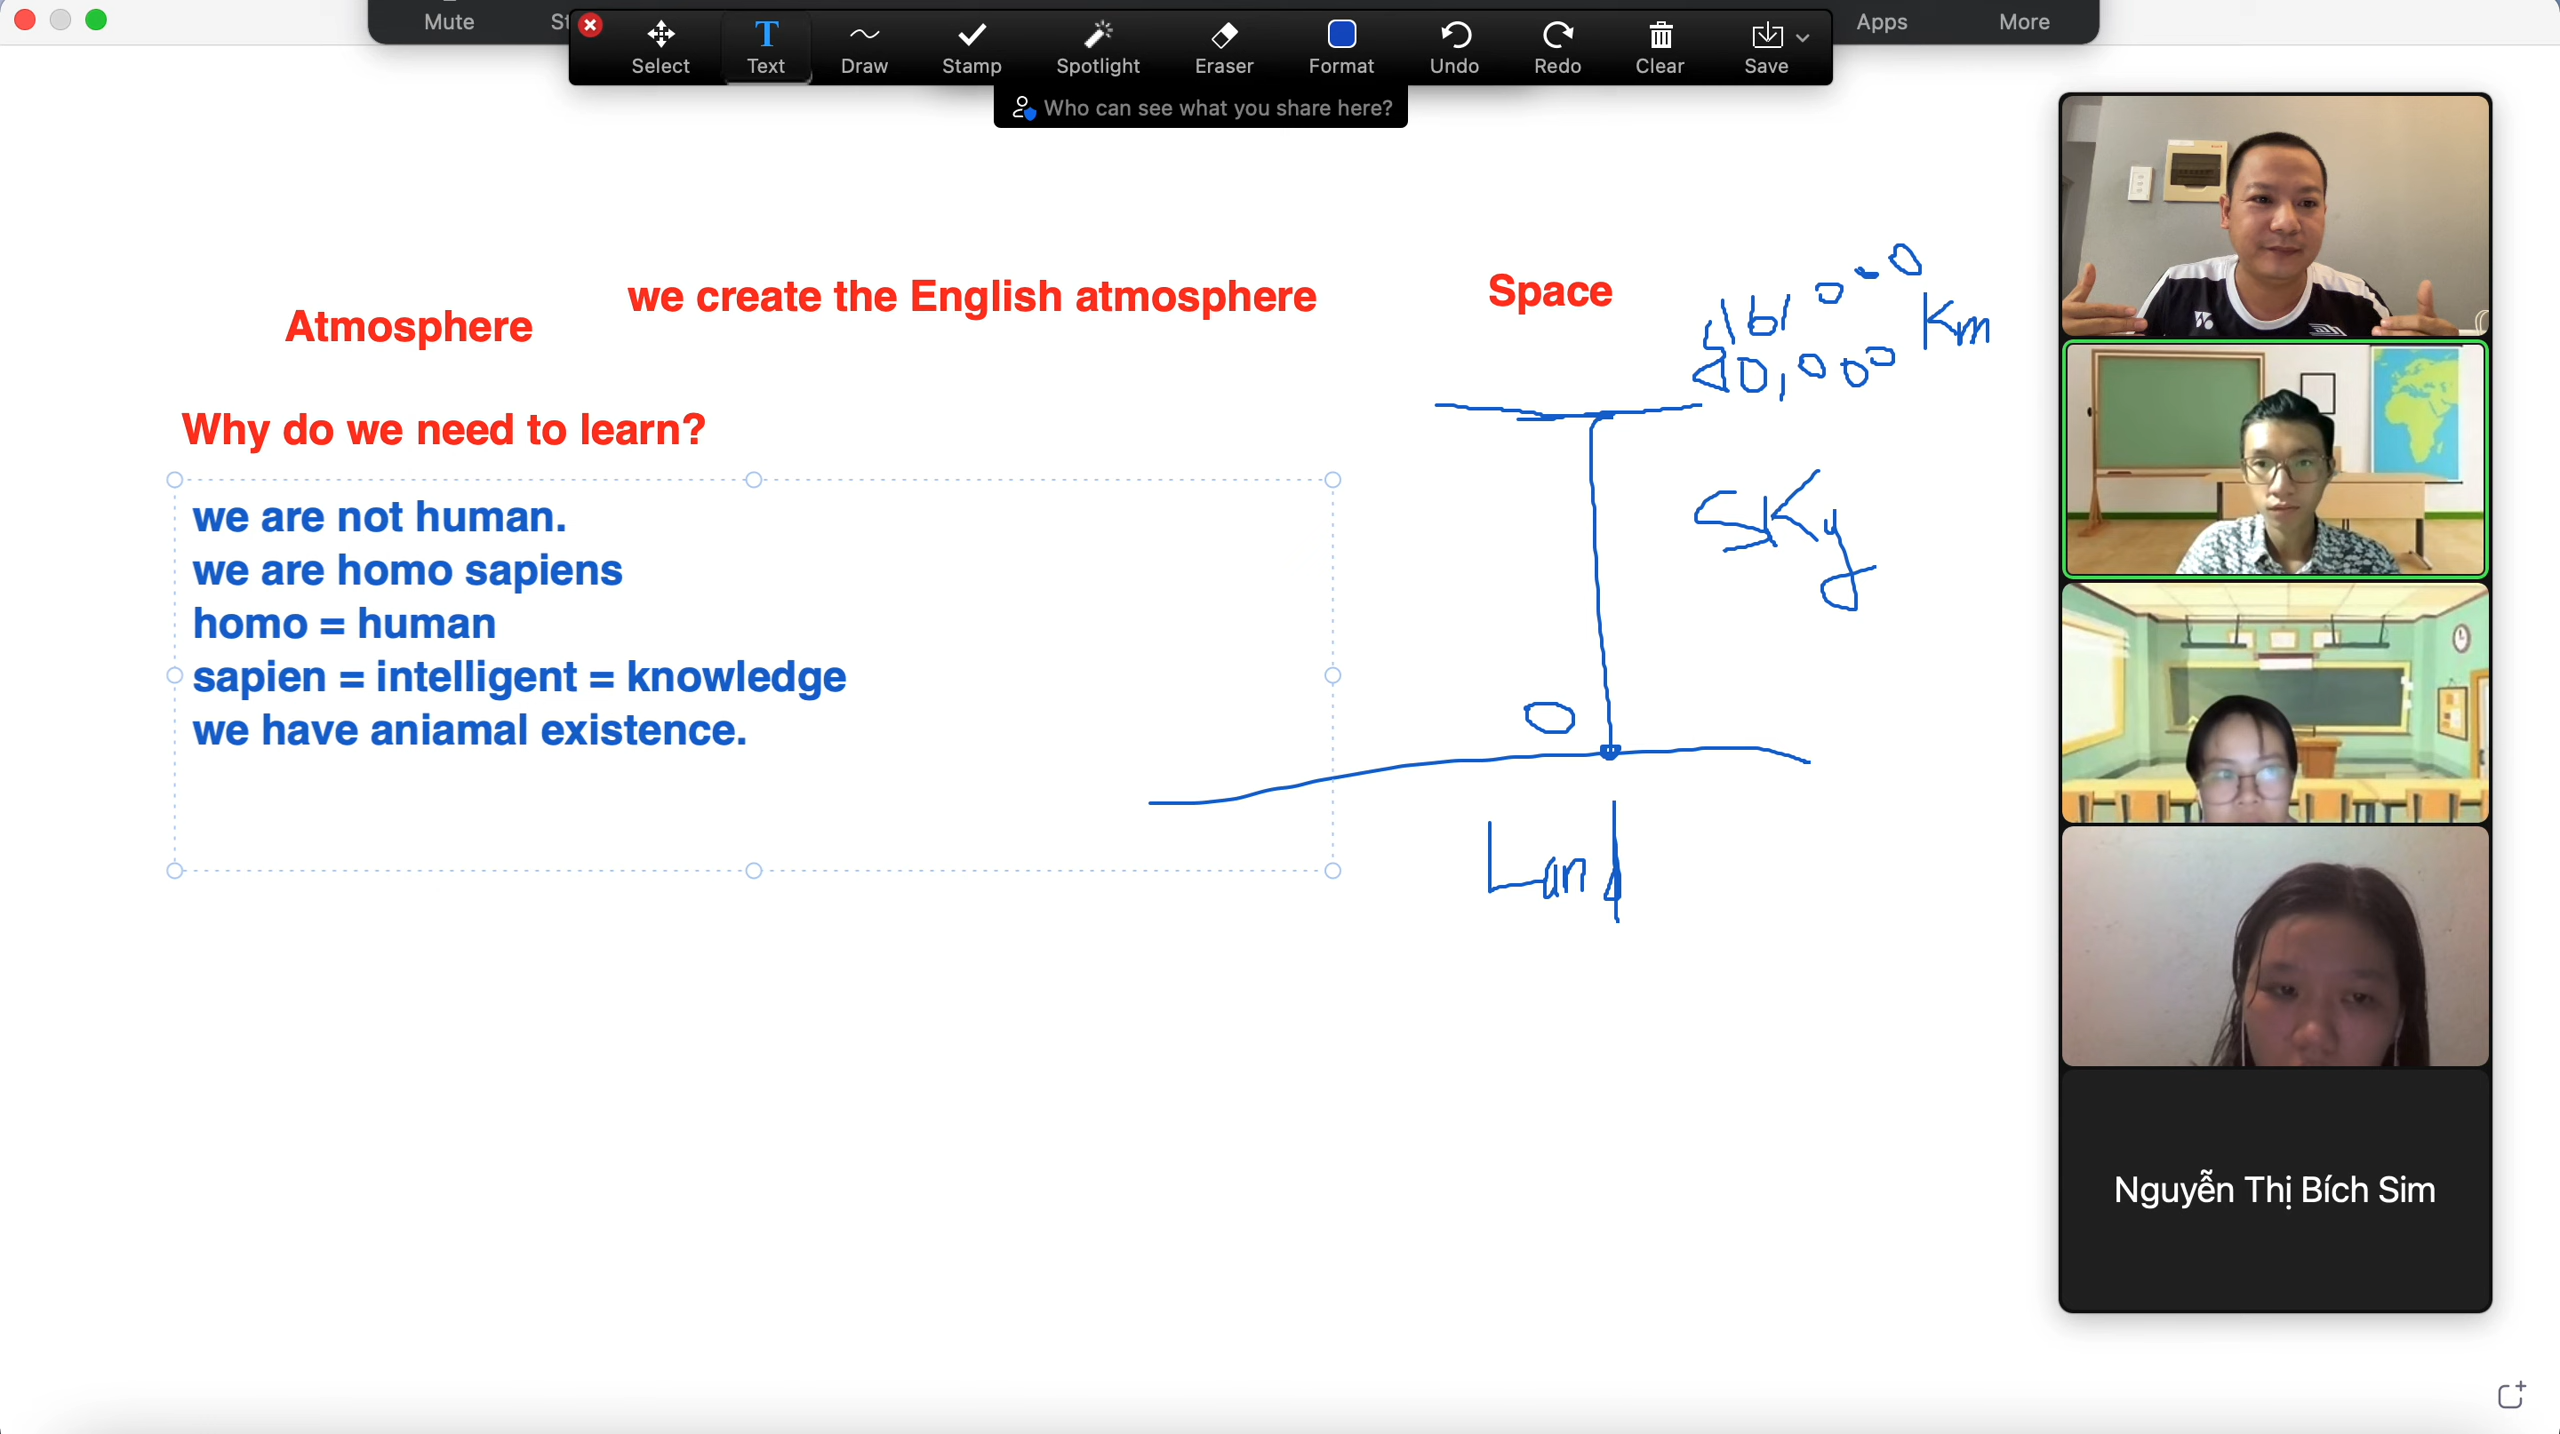 Mute
Apps
More
Select
Text
Draw
Stamp
Spotlight
Eraser
Format
Undo
Redo
Clear
Save
Who can see what you share here?
we create the English atmosphere
Space
Atmosphere
Km
40,000
Why do we need to learn?
we are not human.
we are homo sapiens
homo = human
sapien = intelligent = knowledge
we have aniamal existence.
SKy
0
Land
Nguyễn Thị Bích Sim